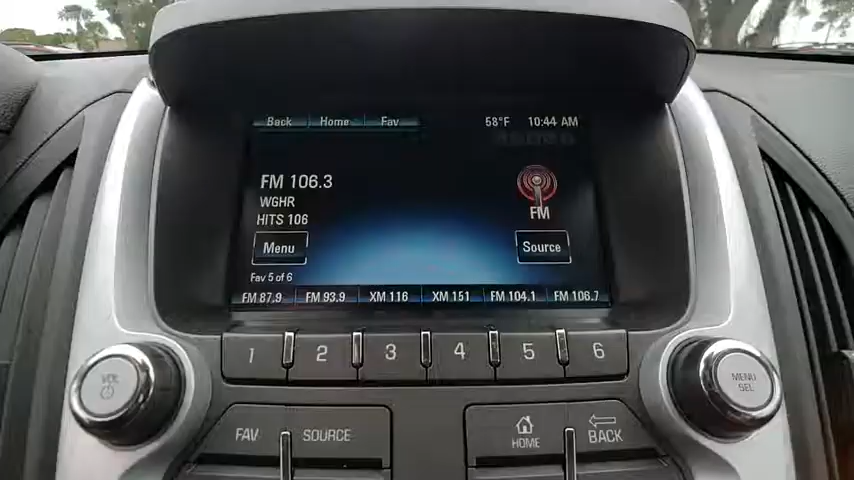 Back Home Fav 58°F 10:44 AM
FM 106.3
WGHR
HITS 106
FM
Menu
Source
Fav 5 of 6
FM 87.9 FM 93.9 XM 116 XM 151 FM 104.1 FM 106.7
1 2 3 4 5 6
VOL
MENU
SEL
FAV SOURCE
HOME BACK